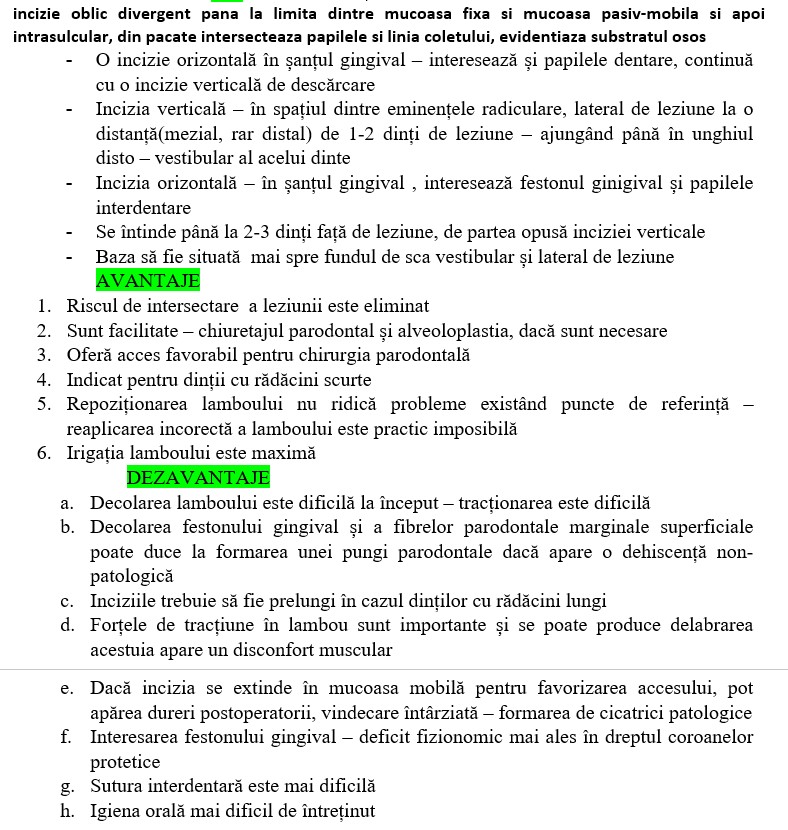 incizie oblic divergent pana la limita dintre mucoasa fixa si mucoasa pasiv-mobila si apoi
intrasulcular, din pacate intersecteaza papilele si linia coletului, evidentiaza substratul osos
- O incizie orizontală în șanțul gingival – interesează și papilele dentare, continuă
cu o incizie verticală de descărcare
- Incizia verticală – în spațiul dintre eminențele radiculare, lateral de leziune la o
distanță(mezial, rar distal) de 1-2 dinți de leziune – ajungând până în unghiul
disto – vestibular al acelui dinte
- Incizia orizontală – în șanțul gingival , interesează festonul ginigival și papilele
interdentare
- Se întinde până la 2-3 dinți față de leziune, de partea opusă inciziei verticale
- Baza să fie situată mai spre fundul de sca vestibular și lateral de leziune
AVANTAJE
1. Riscul de intersectare a leziunii este eliminat
2. Sunt facilitate – chiuretajul parodontal și alveoloplastia, dacă sunt necesare
3. Oferă acces favorabil pentru chirurgia parodontală
4. Indicat pentru dinții cu rădăcini scurte
5. Repoziționarea lamboului nu ridică probleme existând puncte de referință –
reaplicarea incorectă a lamboului este practic imposibilă
6. Irigația lamboului este maximă
DEZAVANTAJE
a. Decolarea lamboului este dificilă la început – tracționarea este dificilă
b. Decolarea festonului gingival și a fibrelor parodontale marginale superficiale
poate duce la formarea unei pungi parodontale dacă apare o dehiscență non-
patologică
c. Inciziile trebuie să fie prelungi în cazul dinților cu rădăcini lungi
d. Forțele de tracțiune în lambou sunt importante și se poate produce delabrarea
acestuia apare un disconfort muscular
e. Dacă incizia se extinde în mucoasa mobilă pentru favorizarea accesului, pot
apărea dureri postoperatorii, vindecare întârziată – formarea de cicatrici patologice
f. Interesarea festonului gingival – deficit fizionomic mai ales în dreptul coroanelor
protetice
g. Sutura interdentară este mai dificilă
h. Igiena orală mai dificil de întreținut